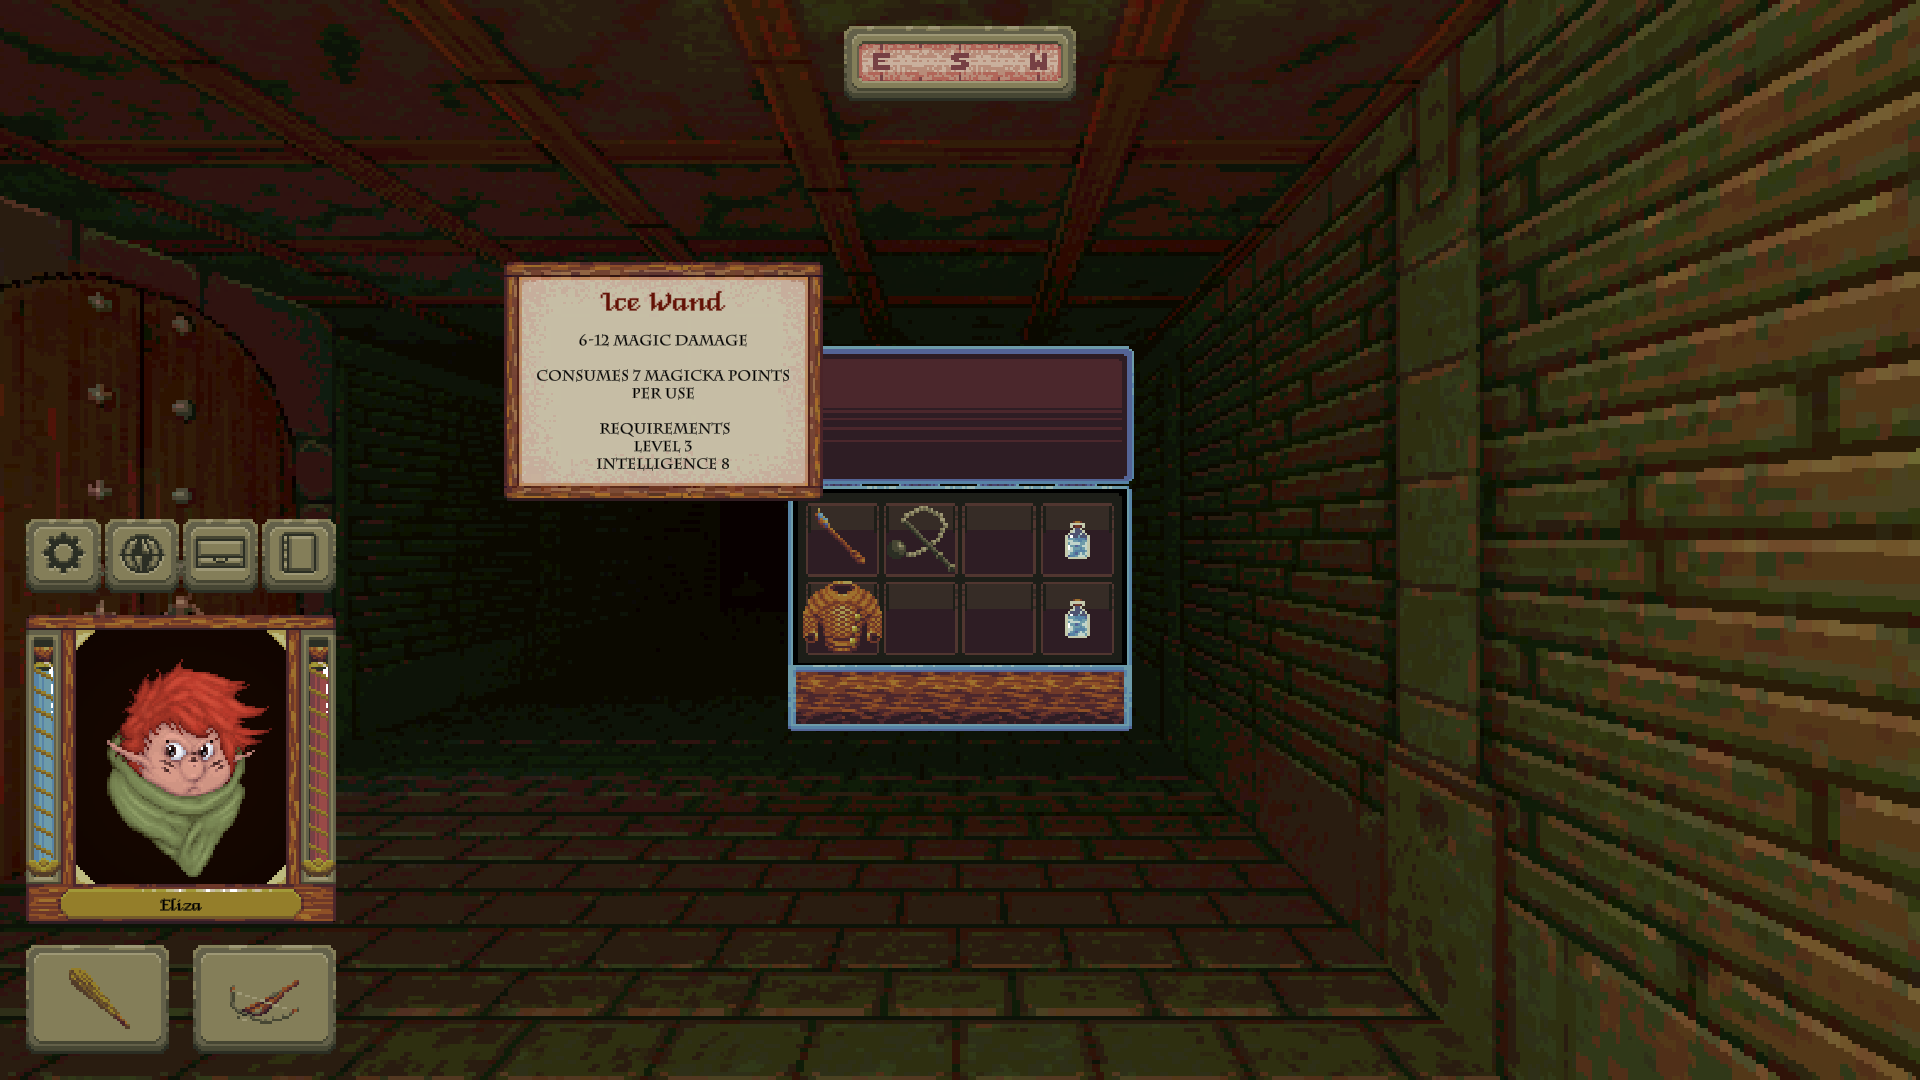 E S W
Ice Wand
6-12 MAGIC DAMAGE
CONSUMES 7 MAGICKA POINTS
PER USE
REQUIREMENTS
LEVEL 3
INTELLIGENCE 8
Eliza